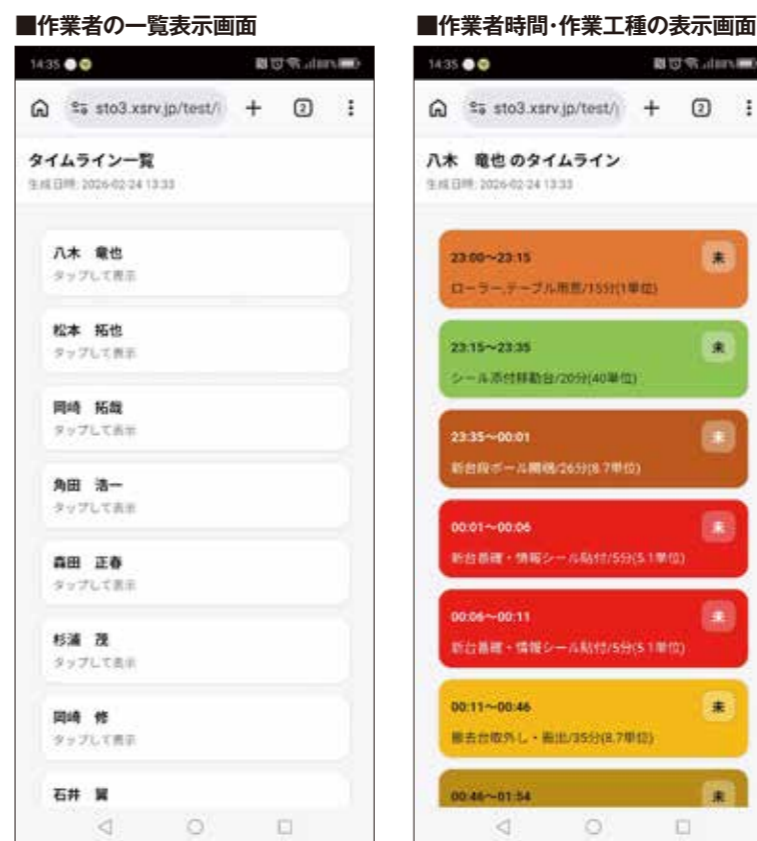 ■作業者の一覧表示画面
14:35
sto3.xsrv.jp/test/
2
タイムライン一覧
生成日時: 2026-02-24 13:33
八木 竜也
タップして表示
松本 拓也
タップして表示
岡崎 拓哉
タップして表示
角田 浩一
タップして表示
森田 正春
タップして表示
杉浦 茂
タップして表示
岡崎 修
タップして表示
石井 翼
■作業者時間・作業工種の表示画面
14:35
sto3.xsrv.jp/test/
2
八木 竜也 のタイムライン
生成日時: 2026-02-24 13:33
23:00～23:15
未
ローラー,テーブル用意/15分(1単位)
23:15～23:35
未
シール添付移動台/20分(40単位)
23:35～00:01
未
新台段ボール開梱/26分(8.7単位)
00:01～00:06
未
新台基確・情報シール貼付/5分(5.1単位)
00:06～00:11
未
新台基確・情報シール貼付/5分(5.1単位)
00:11～00:46
未
撤去台取外し・搬出/35分(8.7単位)
00:46～01:54
未